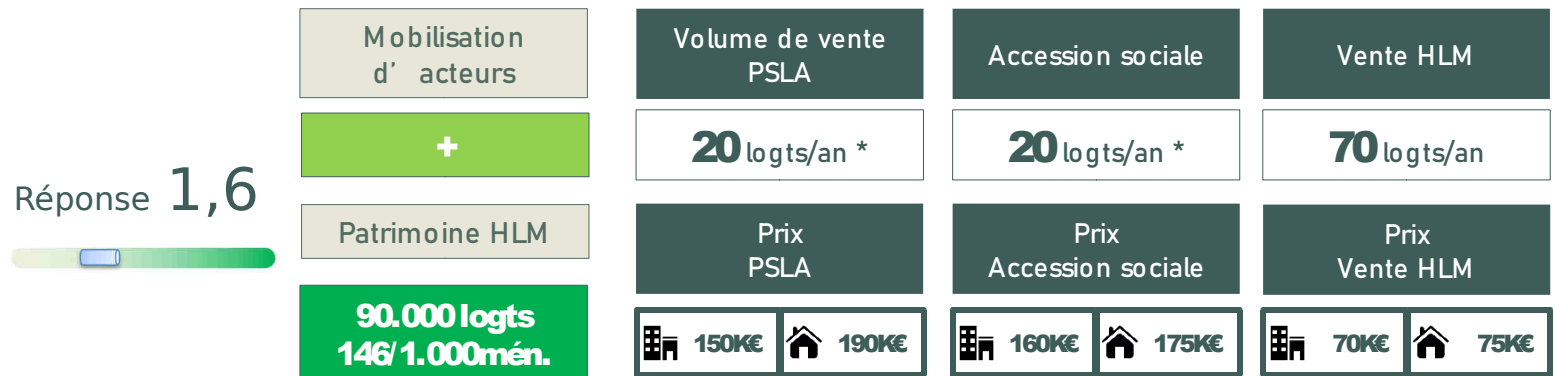 Réponse 1,6
Mobilisation
d’ acteurs
+
Patrimoine HLM
90.000 logts
146/1.000mén.
Volume de vente
PSLA
20 logts/an *
Prix
PSLA
150K€ 190K€
Accession sociale
20 logts/an *
Prix
Accession sociale
160K€ 175K€
Vente HLM
70 logts/an
Prix
Vente HLM
70K€ 75K€